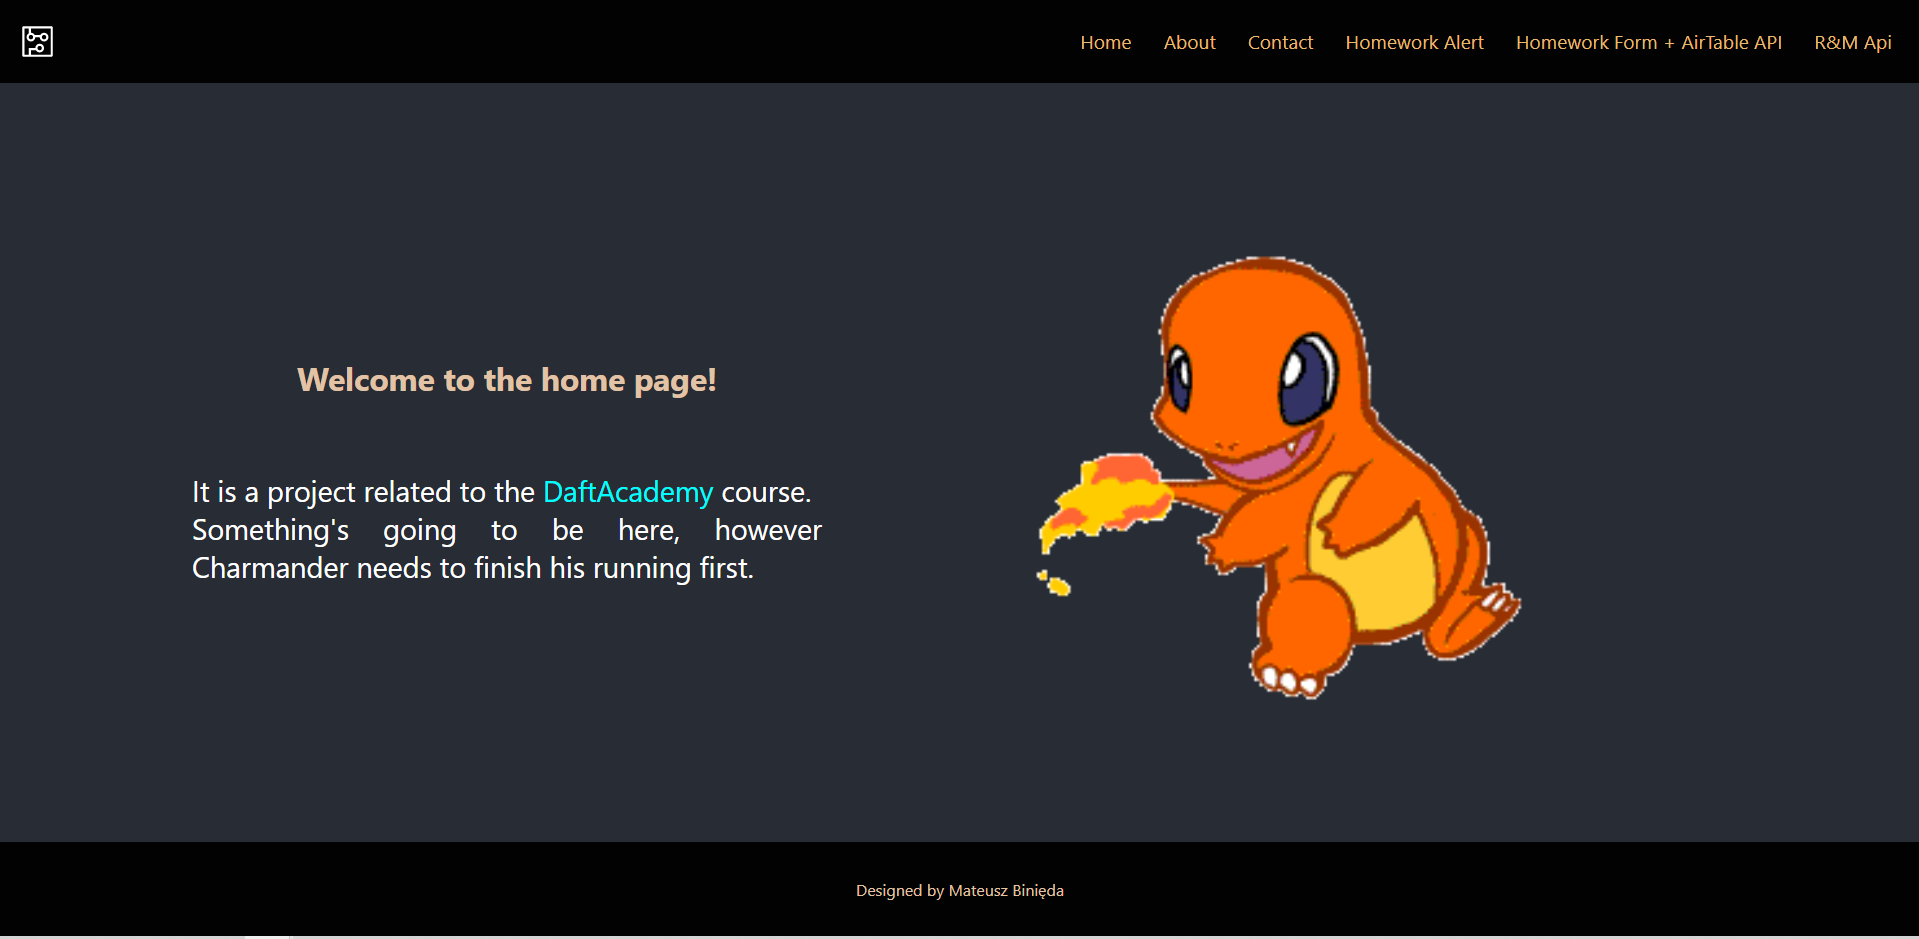 Home About Contact Homework Alert Homework Form + AirTable API R&M Api
Welcome to the home page!
It is a project related to the DaftAcademy course.
Something's going to be here, however
Charmander needs to finish his running first.
Designed by Mateusz Binięda